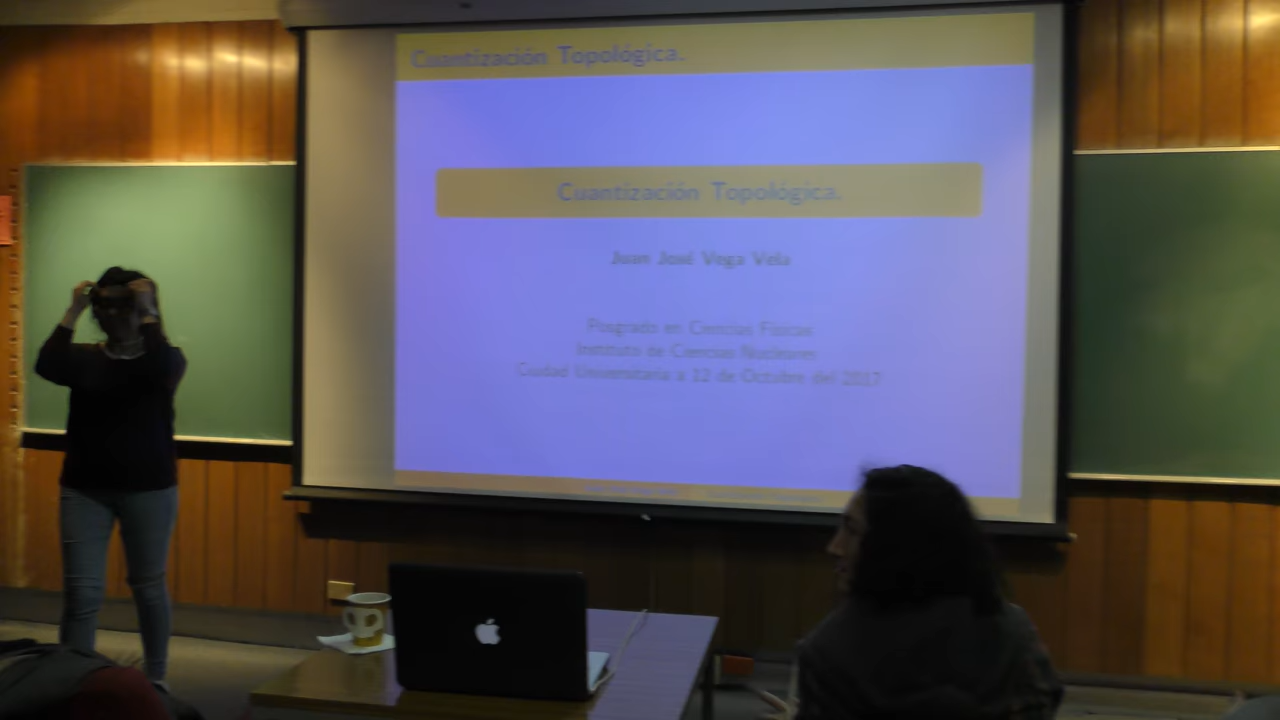 Cuantización Topológica.
Cuantización Topológica.
Juan José Vega Vela
Posgrado en Ciencias Físicas
Instituto de Ciencias Nucleares
Ciudad Universitaria a 12 de Octubre del 2017